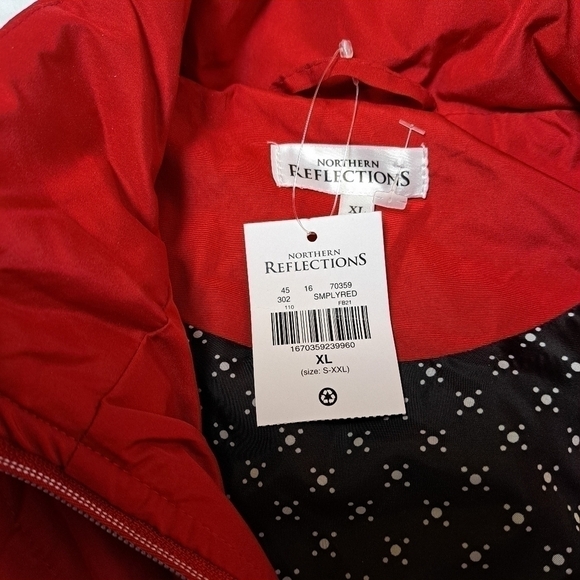 NORTHERN
REFLECTIONS
XL
NORTHERN
REFLECTIONS
45 16 70359
302 SMPLYRED
110 FB21
1670359239960
XL
(size: S-XXL)